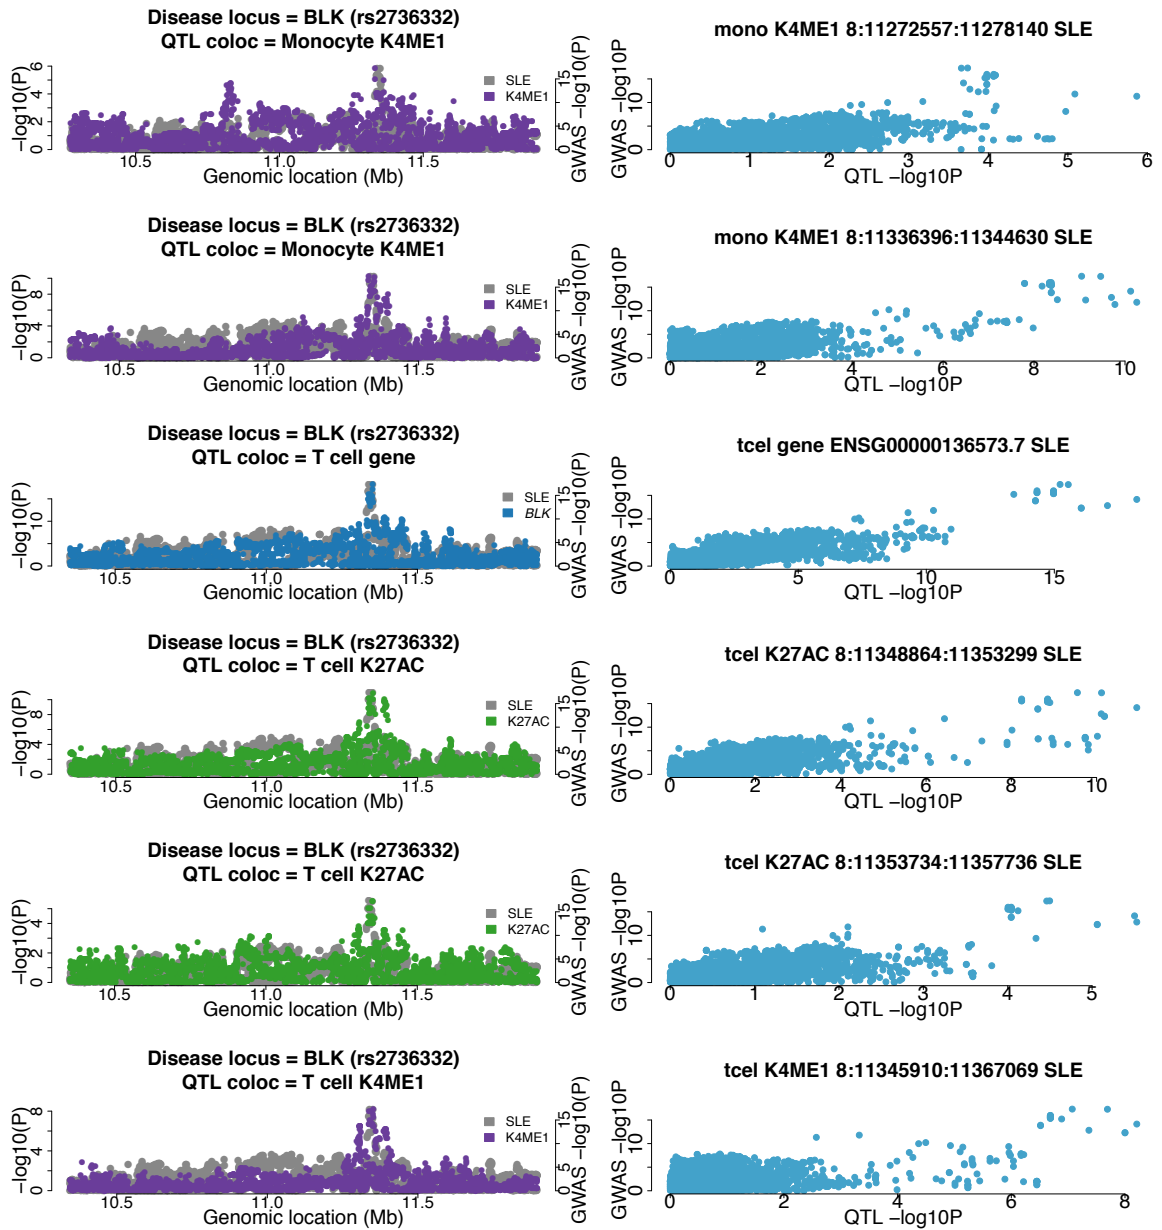 Disease locus = BLK (rs2736332)
QTL coloc = Monocyte K4ME1
−log10(P)
0 2 4 6
SLE
K4ME1
GWAS −log10(P)
0 5 15
10.5 11.0 11.5
Genomic location (Mb)
mono K4ME1 8:11272557:11278140 SLE
GWAS −log10P
0 10
0 1 2 3 4 5 6
QTL −log10P
Disease locus = BLK (rs2736332)
QTL coloc = Monocyte K4ME1
−log10(P)
0 4 8
SLE
K4ME1
GWAS −log10(P)
0 5 15
10.5 11.0 11.5
Genomic location (Mb)
mono K4ME1 8:11336396:11344630 SLE
GWAS −log10P
0 10
0 2 4 6 8 10
QTL −log10P
Disease locus = BLK (rs2736332)
QTL coloc = T cell gene
−log10(P)
0 10
SLE
BLK
GWAS −log10(P)
0 5 15
10.5 11.0 11.5
Genomic location (Mb)
tcel gene ENSG00000136573.7 SLE
GWAS −log10P
0 10
0 5 10 15
QTL −log10P
Disease locus = BLK (rs2736332)
QTL coloc = T cell K27AC
−log10(P)
0 4 8
SLE
K27AC
GWAS −log10(P)
0 5 15
10.5 11.0 11.5
Genomic location (Mb)
tcel K27AC 8:11348864:11353299 SLE
GWAS −log10P
0 10
0 2 4 6 8 10
QTL −log10P
Disease locus = BLK (rs2736332)
QTL coloc = T cell K27AC
−log10(P)
0 2 4
SLE
K27AC
GWAS −log10(P)
0 5 15
10.5 11.0 11.5
Genomic location (Mb)
tcel K27AC 8:11353734:11357736 SLE
GWAS −log10P
0 10
0 1 2 3 4 5
QTL −log10P
Disease locus = BLK (rs2736332)
QTL coloc = T cell K4ME1
−log10(P)
0 4 8
SLE
K4ME1
GWAS −log10(P)
0 5 15
10.5 11.0 11.5
Genomic location (Mb)
tcel K4ME1 8:11345910:11367069 SLE
GWAS −log10P
0 10
0 2 4 6 8
QTL −log10P